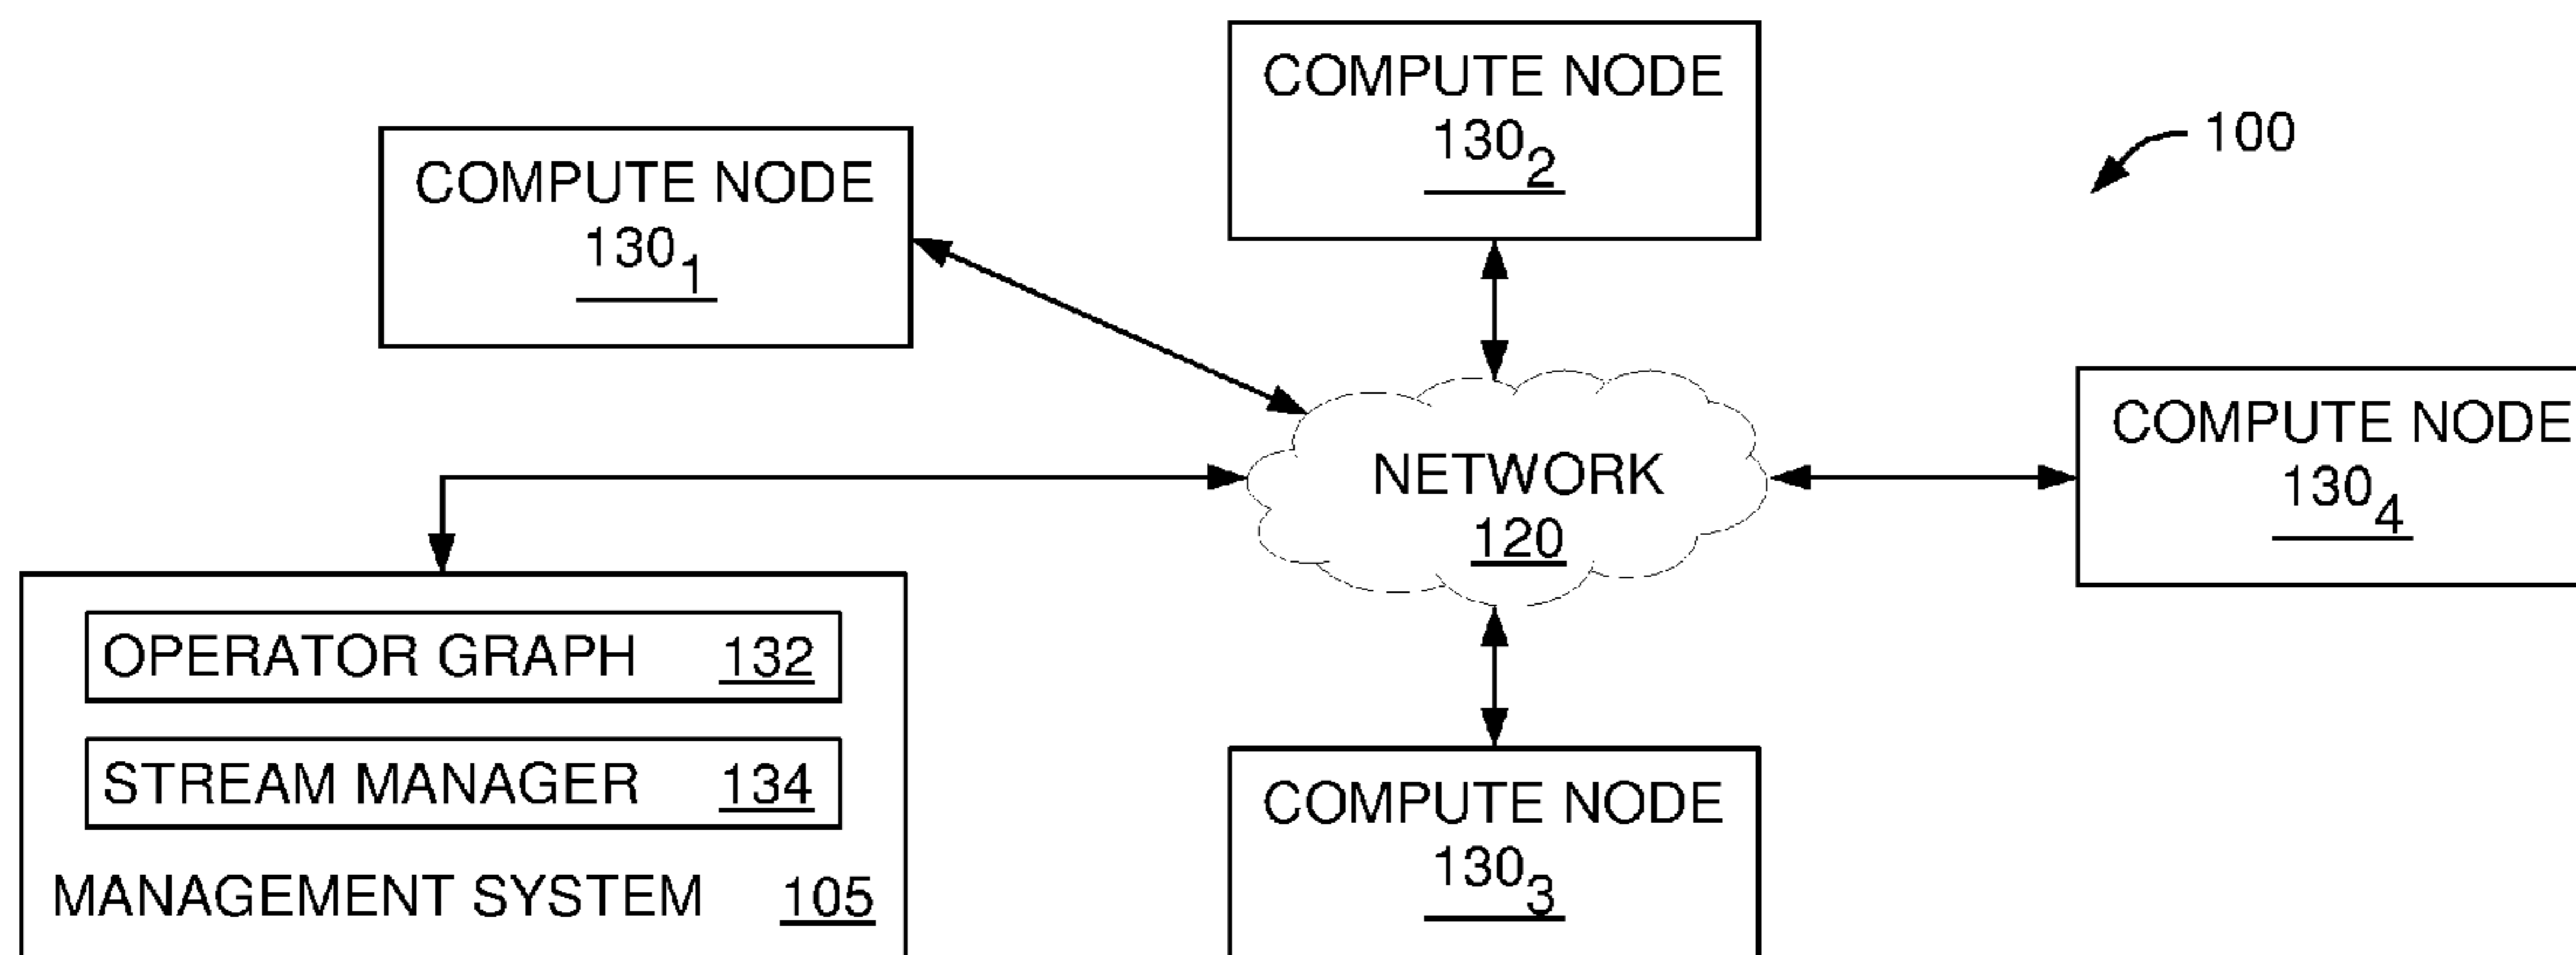 COMPUTE NODE
130₂
100
COMPUTE NODE
130₁
COMPUTE NODE
130₄
NETWORK
120
OPERATOR GRAPH 132
STREAM MANAGER 134
MANAGEMENT SYSTEM 105
COMPUTE NODE
130₃